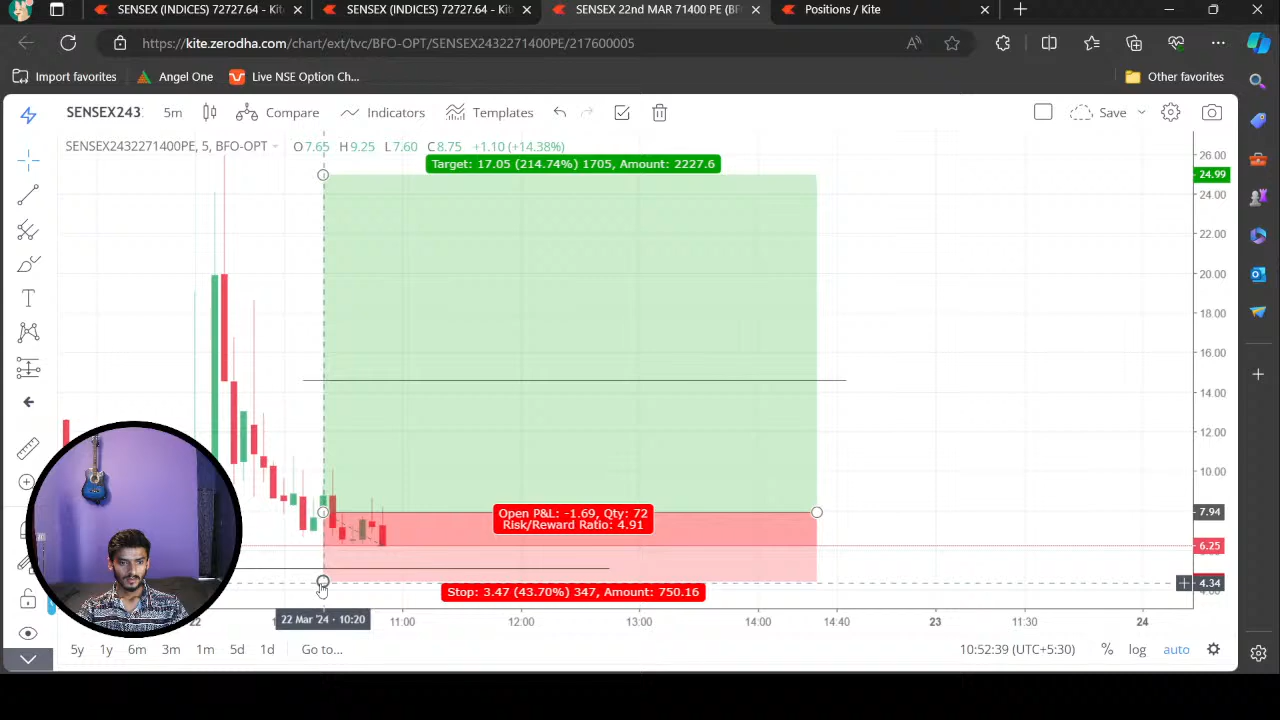 SENSEX (INDICES) 72727.64 - Kite
SENSEX (INDICES) 72727.64 - Kit
SENSEX 22nd MAR 71400 PE (BF
Positions / Kite
https://kite.zerodha.com/chart/ext/tvc/BFO-OPT/SENSEX2432271400PE/217600005
Import favorites
Angel One
Live NSE Option Ch...
Other favorites
SENSEX243
5m
Compare
Indicators
Templates
Save
SENSEX2432271400PE, 5, BFO-OPT
O7.65 H9.25 L7.60 C8.75 +1.10 (+14.38%)
Target: 17.05 (214.74%) 1705, Amount: 2227.6
26.00
24.99
24.00
22.00
20.00
18.00
16.00
14.00
12.00
10.00
Open P&L: -1.69, Qty: 72
Risk/Reward Ratio: 4.91
7.94
6.25
4.34
Stop: 3.47 (43.70%) 347, Amount: 750.16
22
22 Mar '24 · 10:20
11:00
12:00
13:00
14:00
14:40
23
11:30
24
5y
1y
6m
3m
1m
5d
1d
Go to...
10:52:39 (UTC+5:30)
%
log
auto